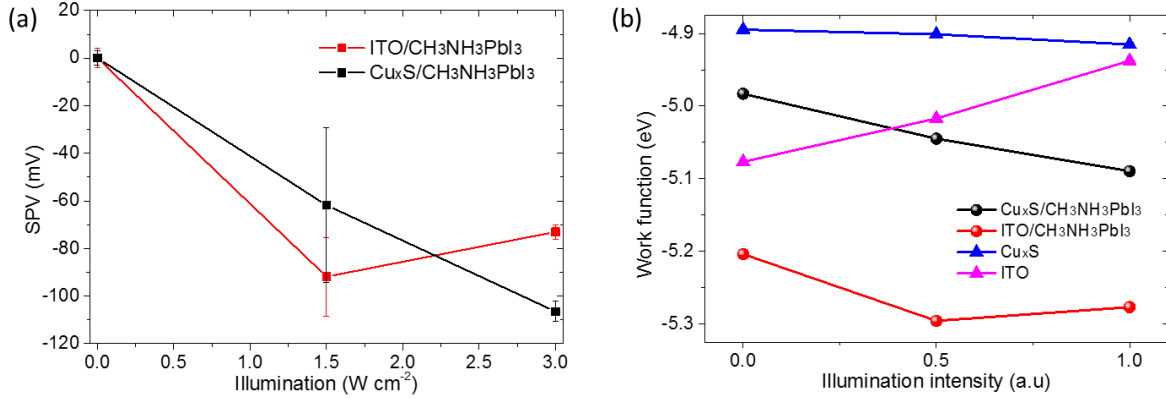 (a)
20
0
-20
-40
-60
-80
-100
-120
SPV (mV)
0.0 0.5 1.0 1.5 2.0 2.5 3.0
Illumination (W cm⁻²)
ITO/CH3NH3PbI3
CuxS/CH3NH3PbI3
(b)
-4.9
-5.0
-5.1
-5.2
-5.3
Work function (eV)
0.0 0.5 1.0
Illumination intensity (a.u)
CuxS/CH3NH3PbI3
ITO/CH3NH3PbI3
CuxS
ITO